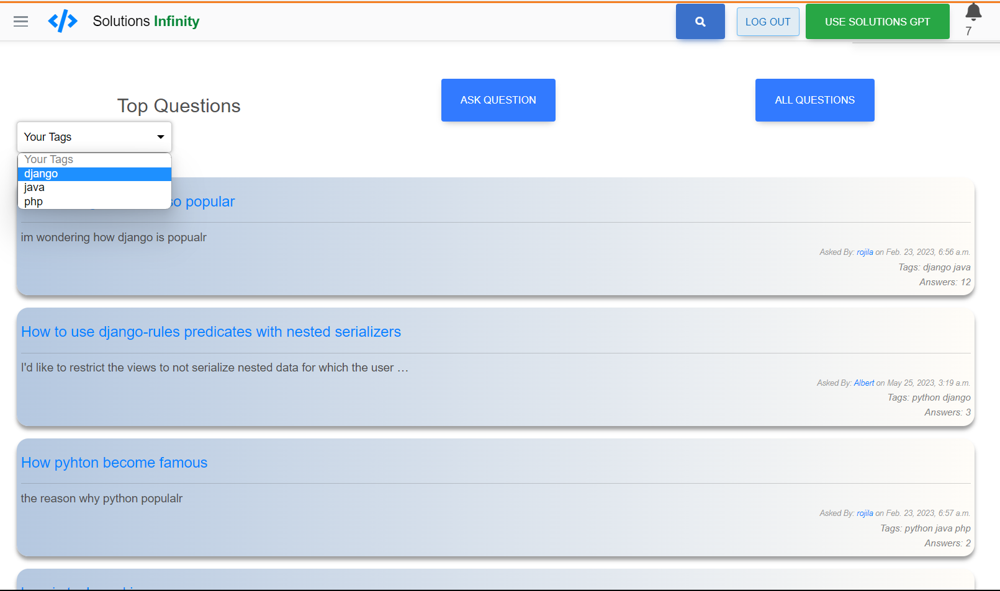 Solutions Infinity
LOG OUT
USE SOLUTIONS GPT
7
Top Questions
ASK QUESTION
ALL QUESTIONS
Your Tags
Your Tags
django
java
php
so popular
im wondering how django is popualr
Asked By: rojila on Feb. 23, 2023, 6:56 a.m.
Tags: django java
Answers: 12
How to use django-rules predicates with nested serializers
I'd like to restrict the views to not serialize nested data for which the user …
Asked By: Albert on May 25, 2023, 3:19 a.m.
Tags: python django
Answers: 3
How pyhton become famous
the reason why python populalr
Asked By: rojila on Feb. 23, 2023, 6:57 a.m.
Tags: python java php
Answers: 2